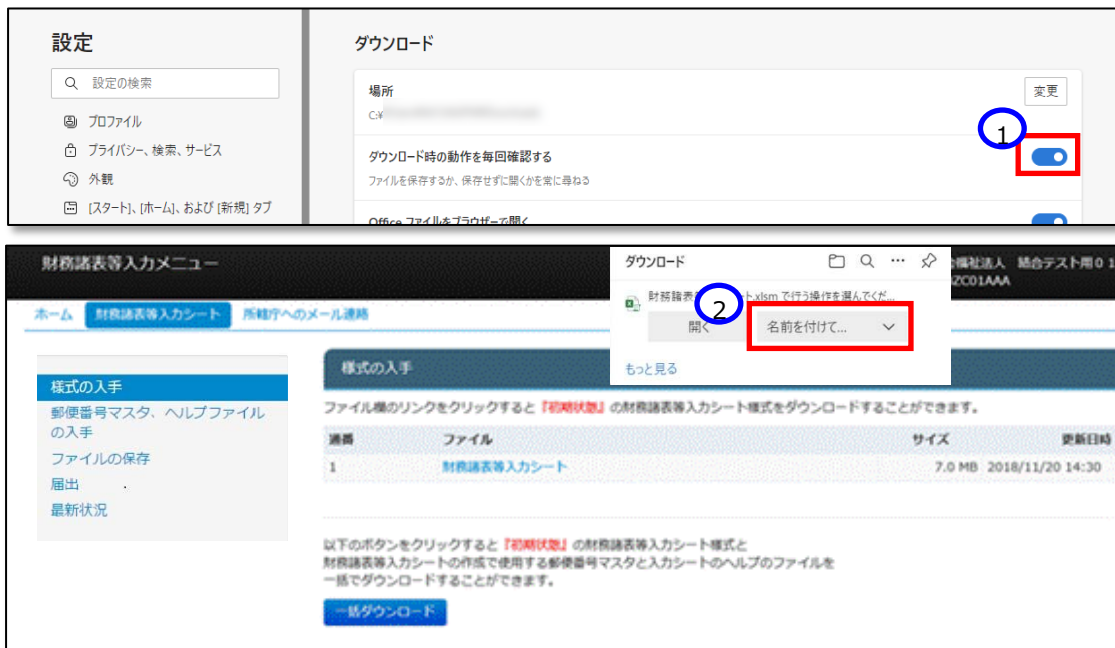 設定
設定の検索
プロファイル
プライバシー、検索、サービス
外観
[スタート]、[ホーム]、および [新規] タブ
ダウンロード
場所
変更
C:¥
1
ダウンロード時の動作を毎回確認する
ファイルを保存するか、保存せずに開くかを常に尋ねる
Office ファイルをブラウザーで開く
財務諸表等入力メニュー
福祉法人 結合テスト用０１
ZC01AAA
ダウンロード
財務諸表 ート.xlsm で行う操作を選んでくだ...
2
開く
名前を付けて...
もっと見る
ホーム 財務諸表等入力シート 所轄庁へのメール連絡
様式の入手
郵便番号マスタ、ヘルプファイル
の入手
ファイルの保存
届出
最新状況
様式の入手
ファイル欄のリンクをクリックすると『初期状態』の財務諸表等入力シート様式をダウンロードすることができます。
通番 ファイル サイズ 更新日時
1 財務諸表等入力シート 7.0 MB 2018/11/20 14:30
以下のボタンをクリックすると『初期状態』の財務諸表等入力シート様式と
財務諸表等入力シートの作成で使用する郵便番号マスタと入力シートのヘルプのファイルを
一括でダウンロードすることができます。
一括ダウンロード